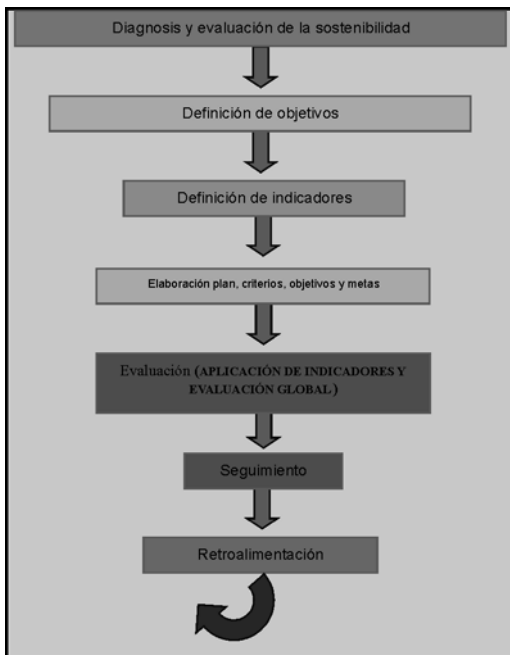 Diagnosis y evaluación de la sostenibilidad
Definición de objetivos
Definición de indicadores
Elaboración plan, criterios, objetivos y metas
Evaluación (APLICACIÓN DE INDICADORES Y
EVALUACIÓN GLOBAL)
Seguimiento
Retroalimentación